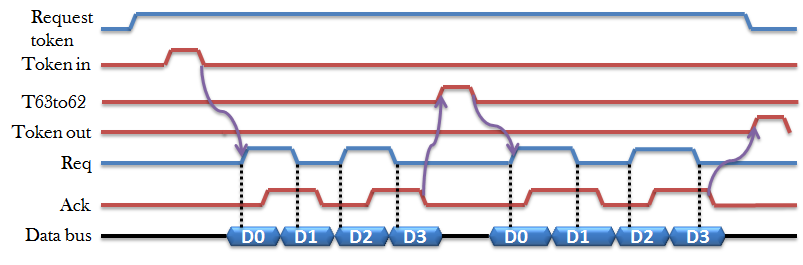 Request
token
Token in
T63to62
Token out
Req
Ack
Data bus D0 D1 D2 D3 D0 D1 D2 D3